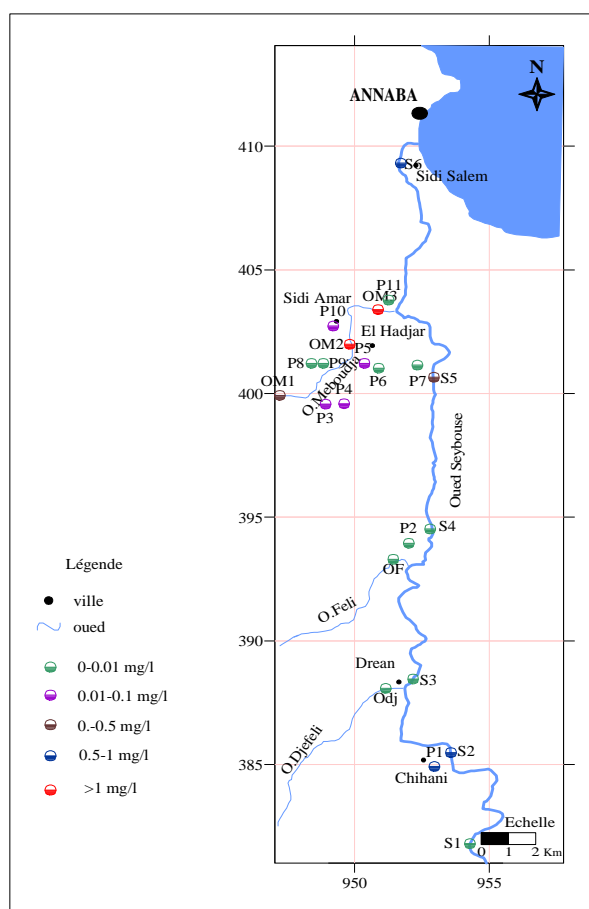 N
ANNABA
410
S6
Sidi Salem
405
P11
OM3
Sidi Amar
P10
El Hadjar
OM2
P5
P8
P9
P6
P7
S5
OM1
O.Meboudja
P4
400
P3
Oued Seybouse
395
P2
S4
OF
O.Feli
390
Drean
S3
Odj
O.Djefeli
P1
S2
385
Chihani
S1
Echelle
0 1 2 Km
950 955
Légende
ville
oued
0-0.01 mg/l
0.01-0.1 mg/l
0.-0.5 mg/l
0.5-1 mg/l
>1 mg/l